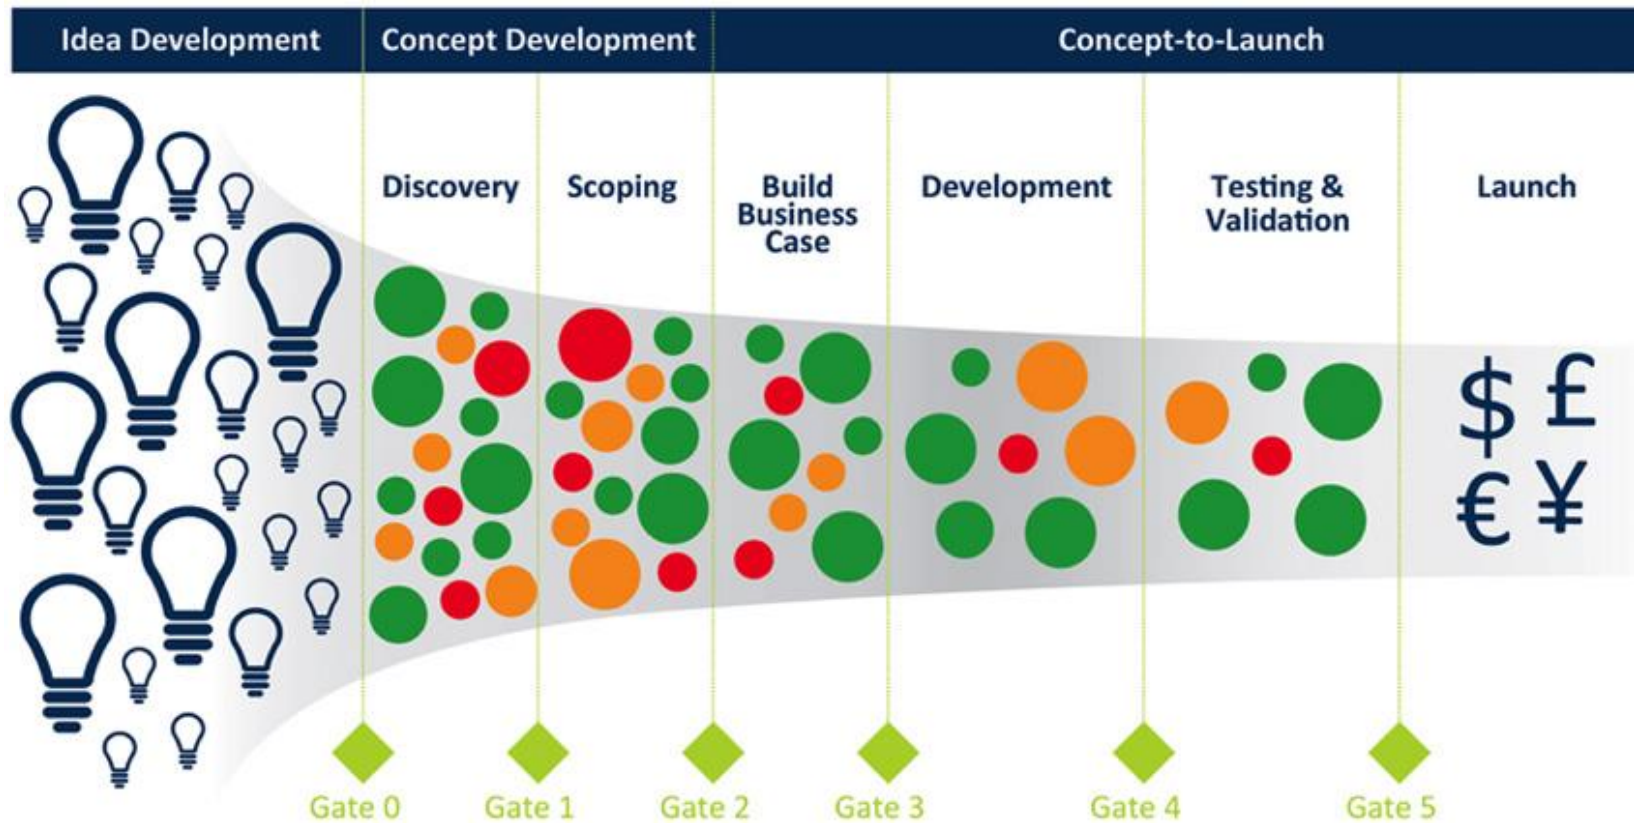 Idea Development
Concept Development
Concept-to-Launch
Discovery
Scoping
Build
Business
Case
Development
Testing &
Validation
Launch
$ £
€ ¥
Gate 0
Gate 1
Gate 2
Gate 3
Gate 4
Gate 5